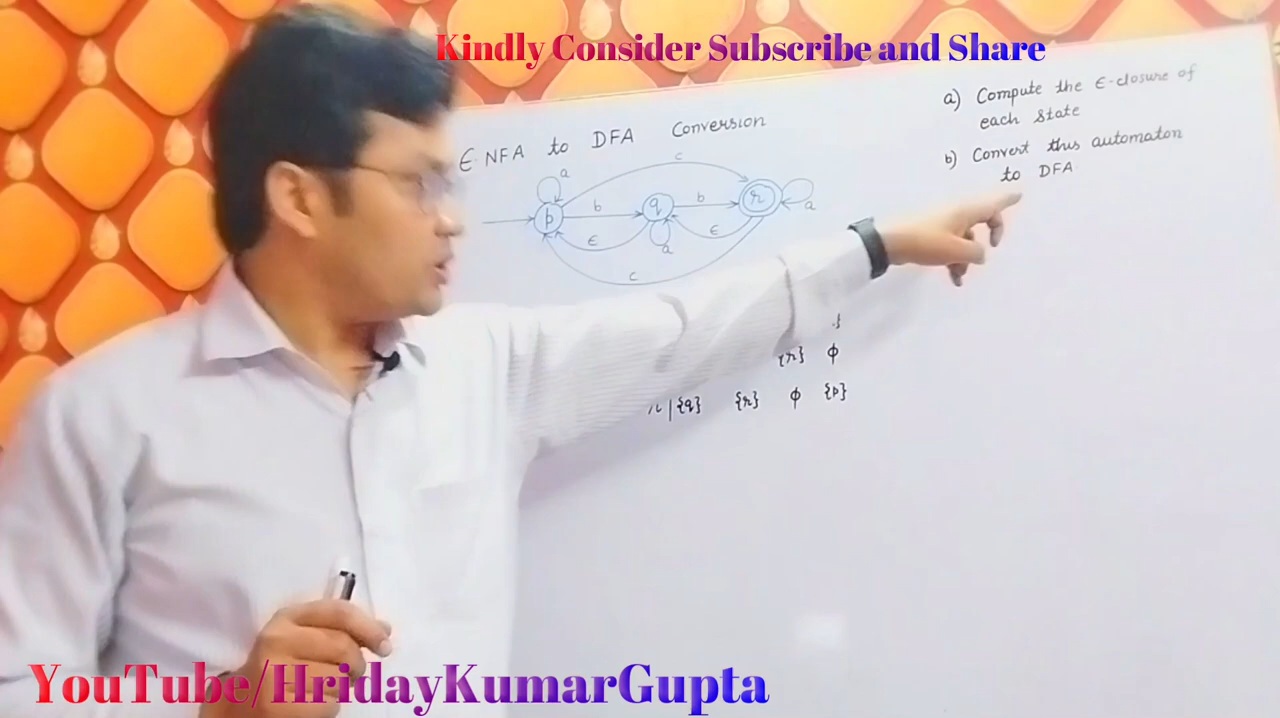 Kindly Consider Subscribe and Share
a) Compute the ϵ-closure of
each state
b) Convert this automaton
to DFA
ϵ-NFA to DFA Conversion
c
a
b
b
p
q
r
a
ϵ
a
ϵ
c
}
{r} ϕ
r | {q} {r} ϕ {p}
YouTube/HridayKumarGupta